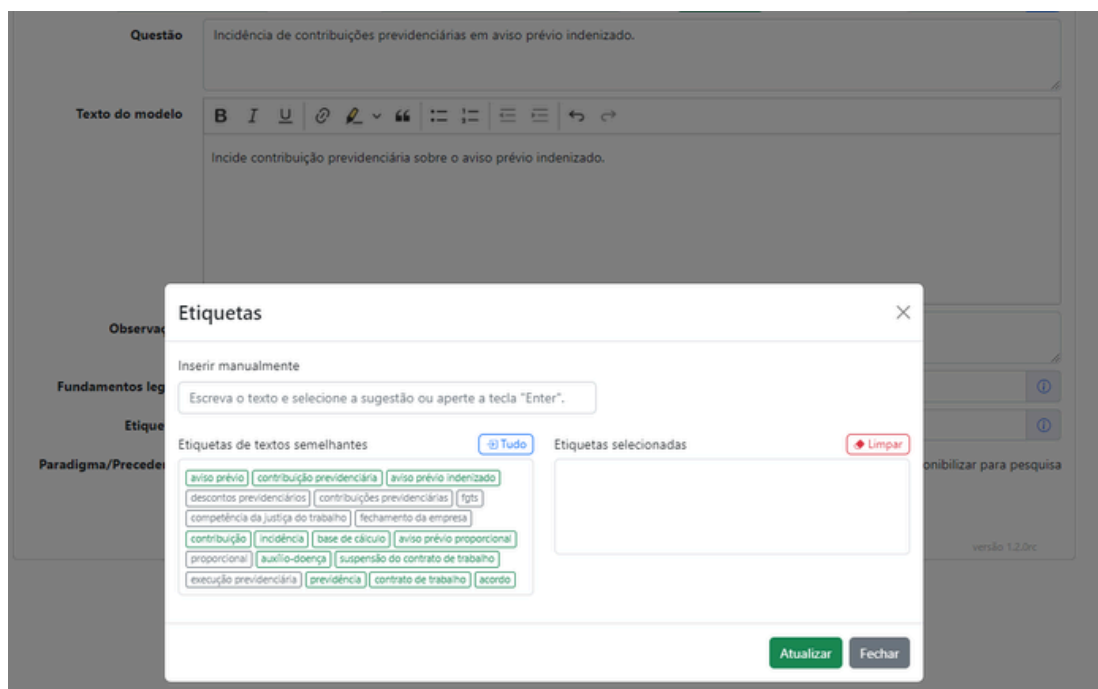 Questão
Incidência de contribuições previdenciárias em aviso prévio indenizado.
Texto do modelo
B I U
Incide contribuição previdenciária sobre o aviso prévio indenizado.
Etiquetas
Observaç
Inserir manualmente
Fundamentos leg
Escreva o texto e selecione a sugestão ou aperte a tecla "Enter".
Etique
Etiquetas de textos semelhantes
Tudo
Etiquetas selecionadas
Limpar
Paradigma/Preceder
onibilizar para pesquisa
aviso prévio contribuição previdenciária aviso prévio indenizado
descontos previdenciários contribuições previdenciárias fgts
competência da justiça do trabalho fechamento da empresa
contribuição incidência base de cálculo aviso prévio proporcional
proporcional auxílio-doença suspensão do contrato de trabalho
execução previdenciária previdência contrato de trabalho acordo
versão 1.2.0rc
Atualizar Fechar